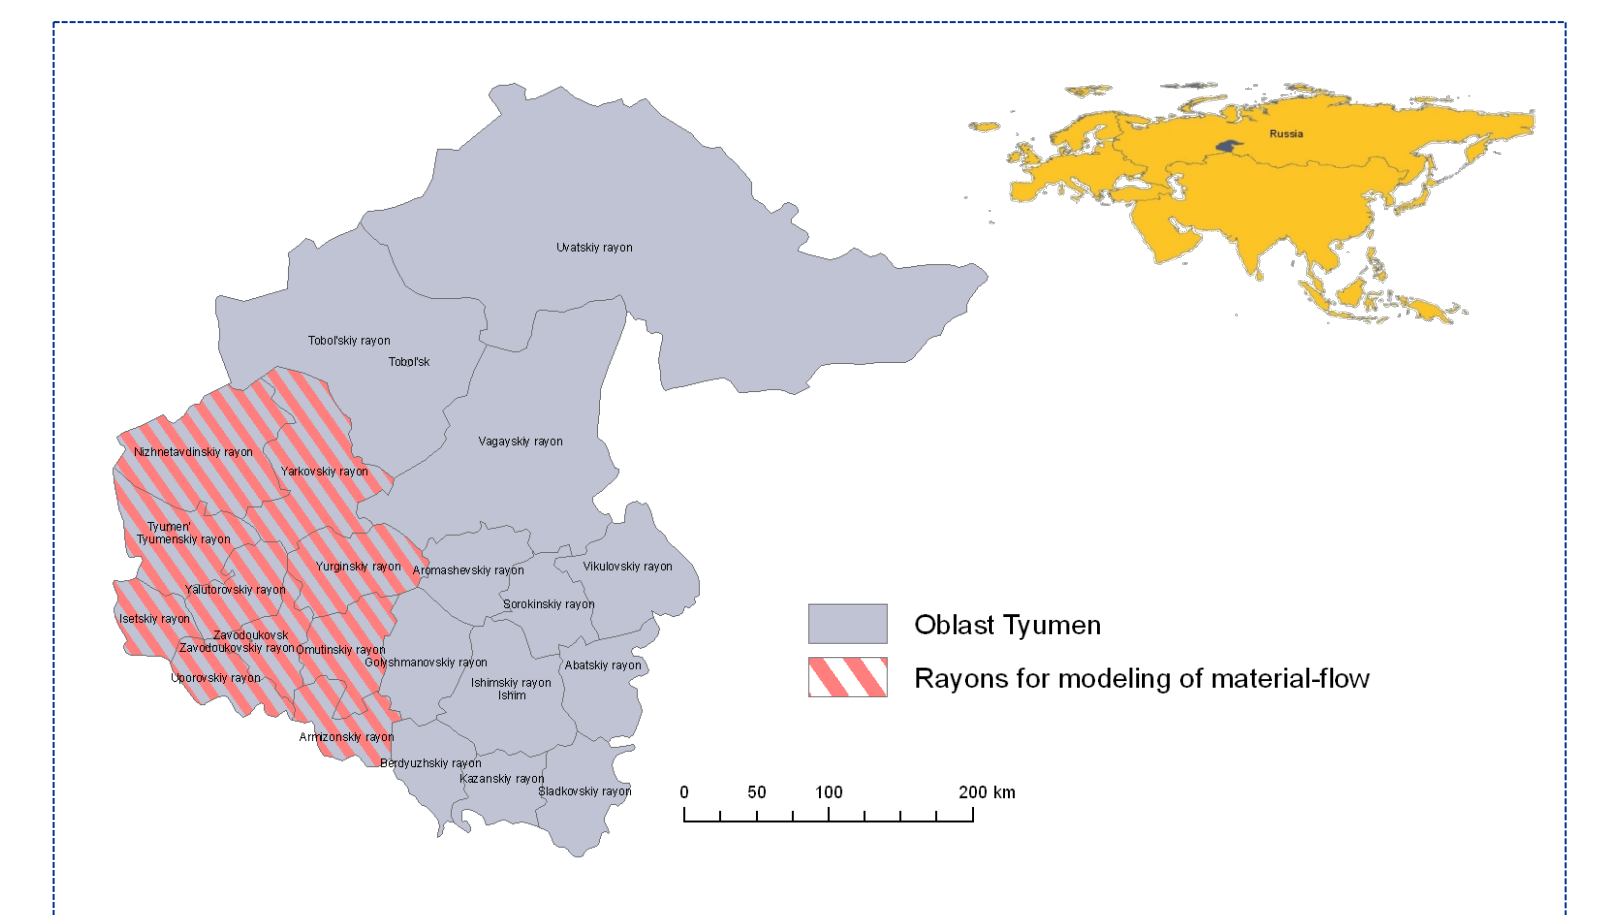 Russia
Uvatskiy rayon
Tobol'skiy rayon
Tobol'sk
Vagayskiy rayon
Nizhnetavdinskiy rayon
Yarkovskiy rayon
Tyumen'
Tyumenskiy rayon
Yurginskiy rayon
Aromashevskiy rayon
Vikulovskiy rayon
Yalutorovskiy rayon
Sorokinskiy rayon
Isetskiy rayon
Zavodoukovsk
Zavodoukovskiy rayon
Omutinskiy rayon
Golyshmanovskiy rayon
Abatskiy rayon
Uporovskiy rayon
Ishimskiy rayon
Ishim
Armizonskiy rayon
Berdyuzhskiy rayon
Kazanskiy rayon
Sladkovskiy rayon
Oblast Tyumen
Rayons for modeling of material-flow
0 50 100 200 km